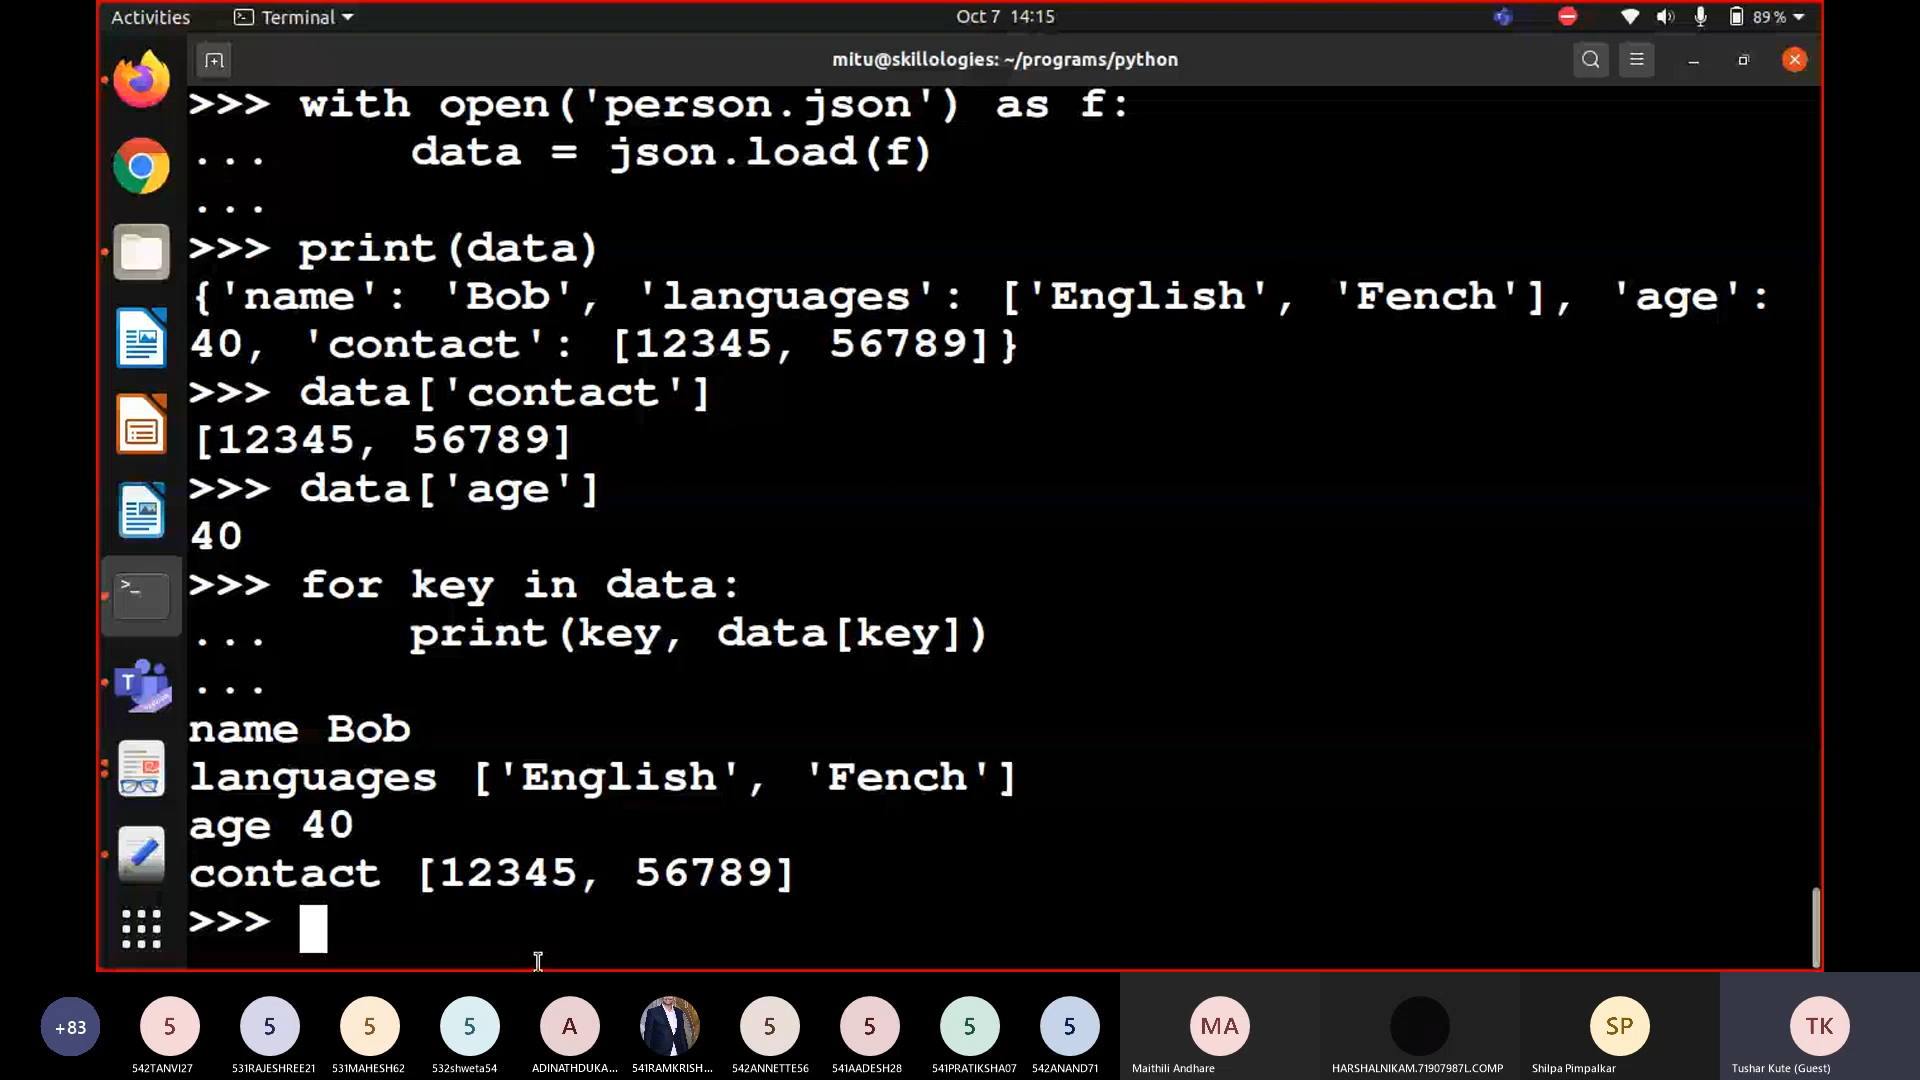 Activities Terminal Oct 7 14:15 89%
mitu@skillologies: ~/programs/python
>>> with open('person.json') as f:
... data = json.load(f)
...
>>> print(data)
{'name': 'Bob', 'languages': ['English', 'Fench'], 'age':
40, 'contact': [12345, 56789]}
>>> data['contact']
[12345, 56789]
>>> data['age']
40
>>> for key in data:
... print(key, data[key])
...
name Bob
languages ['English', 'Fench']
age 40
contact [12345, 56789]
>>>
+83 5 5 5 5 A 5 5 5 5 MA SP TK
542TANVI27 531RAJESHREE21 531MAHESH62 532shweta54 ADINATHDUKA... 541RAMKRISH... 542ANNETTE56 541AADESH28 541PRATIKSHA07 542ANAND71 Maithili Andhare HARSHALNIKAM.71907987L.COMP Shilpa Pimpalkar Tushar Kute (Guest)